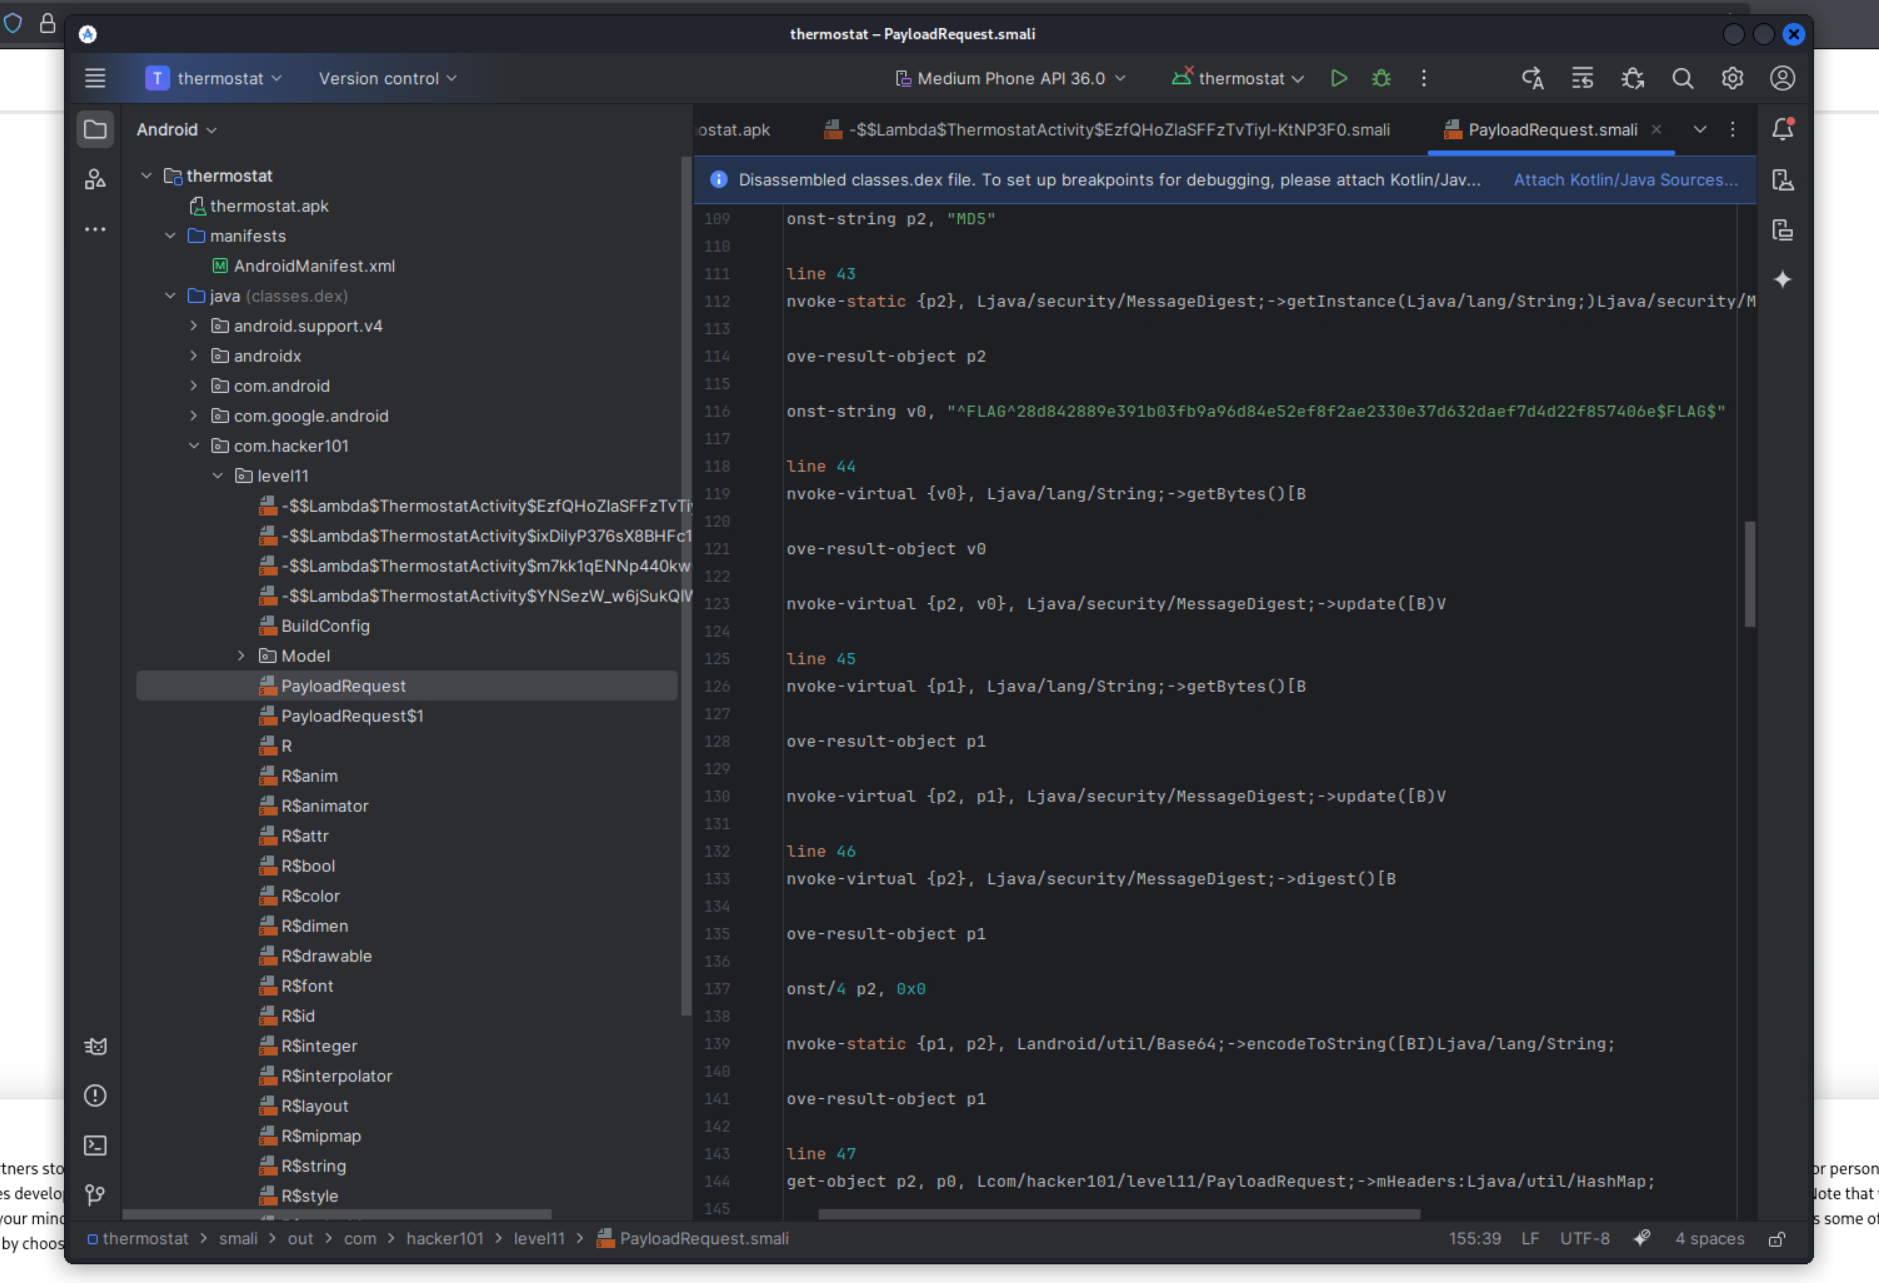 thermostat – PayloadRequest.smali
T thermostat Version control Medium Phone API 36.0 thermostat
Android
thermostat
thermostat.apk
manifests
AndroidManifest.xml
java (classes.dex)
android.support.v4
androidx
com.android
com.google.android
com.hacker101
level11
-$$Lambda$ThermostatActivity$EzfQHoZlaSFFzTvTiy
-$$Lambda$ThermostatActivity$ixDilyP376sX8BHFc1
-$$Lambda$ThermostatActivity$m7kk1qENNp440kw
-$$Lambda$ThermostatActivity$YNSezW_w6jSukQlW
BuildConfig
Model
PayloadRequest
PayloadRequest$1
R
R$anim
R$animator
R$attr
R$bool
R$color
R$dimen
R$drawable
R$font
R$id
R$integer
R$interpolator
R$layout
R$mipmap
R$string
R$style
ostat.apk -$$Lambda$ThermostatActivity$EzfQHoZlaSFFzTvTiyl-KtNP3F0.smali PayloadRequest.smali
Disassembled classes.dex file. To set up breakpoints for debugging, please attach Kotlin/Jav... Attach Kotlin/Java Sources...
109 onst-string p2, "MD5"
110
111 line 43
112 nvoke-static {p2}, Ljava/security/MessageDigest;->getInstance(Ljava/lang/String;)Ljava/security/M
113
114 ove-result-object p2
115
116 onst-string v0, "^FLAG^28d842889e391b03fb9a96d84e52ef8f2ae2330e37d632daef7d4d22f857406e$FLAG$"
117
118 line 44
119 nvoke-virtual {v0}, Ljava/lang/String;->getBytes()[B
120
121 ove-result-object v0
122
123 nvoke-virtual {p2, v0}, Ljava/security/MessageDigest;->update([B)V
124
125 line 45
126 nvoke-virtual {p1}, Ljava/lang/String;->getBytes()[B
127
128 ove-result-object p1
129
130 nvoke-virtual {p2, p1}, Ljava/security/MessageDigest;->update([B)V
131
132 line 46
133 nvoke-virtual {p2}, Ljava/security/MessageDigest;->digest()[B
134
135 ove-result-object p1
136
137 onst/4 p2, 0x0
138
139 nvoke-static {p1, p2}, Landroid/util/Base64;->encodeToString([BI)Ljava/lang/String;
140
141 ove-result-object p1
142
143 line 47
144 get-object p2, p0, Lcom/hacker101/level11/PayloadRequest;->mHeaders:Ljava/util/HashMap;
145
thermostat > smali > out > com > hacker101 > level11 > PayloadRequest.smali 155:39 LF UTF-8 4 spaces
tners sto
es develo
your mind
by choos
or person
Note that
s some of